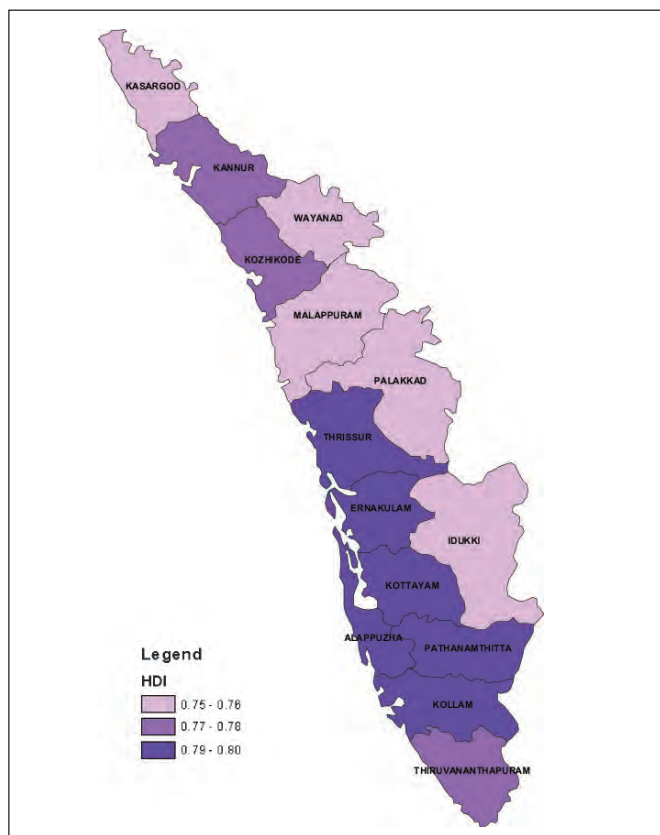 KASARGOD
KANNUR
WAYANAD
KOZHIKODE
MALAPPURAM
PALAKKAD
THRISSUR
ERNAKULAM
IDUKKI
KOTTAYAM
ALAPPUZHA
PATHANAMTHITTA
KOLLAM
THIRUVANANTHAPURAM
Legend
HDI
0.75 - 0.76
0.77 - 0.78
0.79 - 0.80